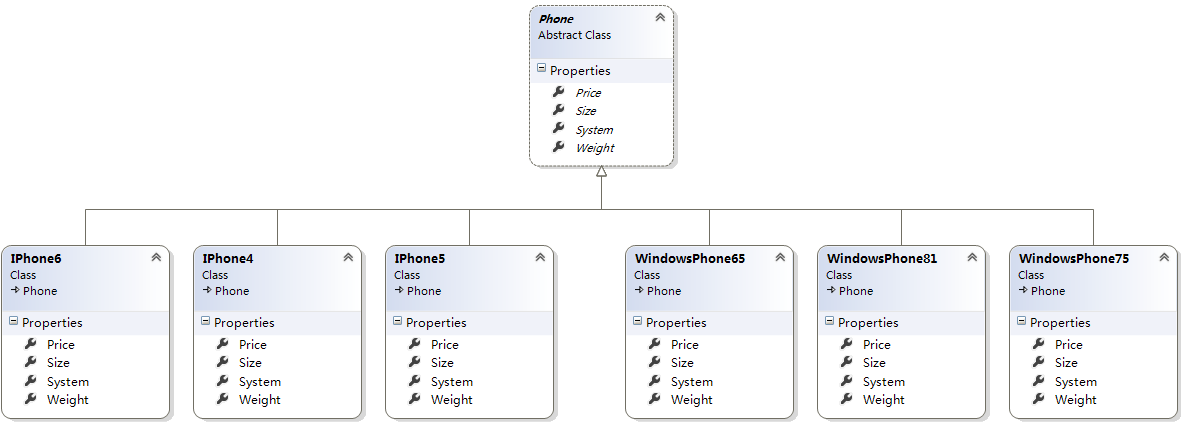 Phone
Abstract Class
Properties
Price
Size
System
Weight
IPhone6
Class
Phone
Properties
Price
Size
System
Weight
IPhone4
Class
Phone
Properties
Price
Size
System
Weight
IPhone5
Class
Phone
Properties
Price
Size
System
Weight
WindowsPhone65
Class
Phone
Properties
Price
Size
System
Weight
WindowsPhone81
Class
Phone
Properties
Price
Size
System
Weight
WindowsPhone75
Class
Phone
Properties
Price
Size
System
Weight